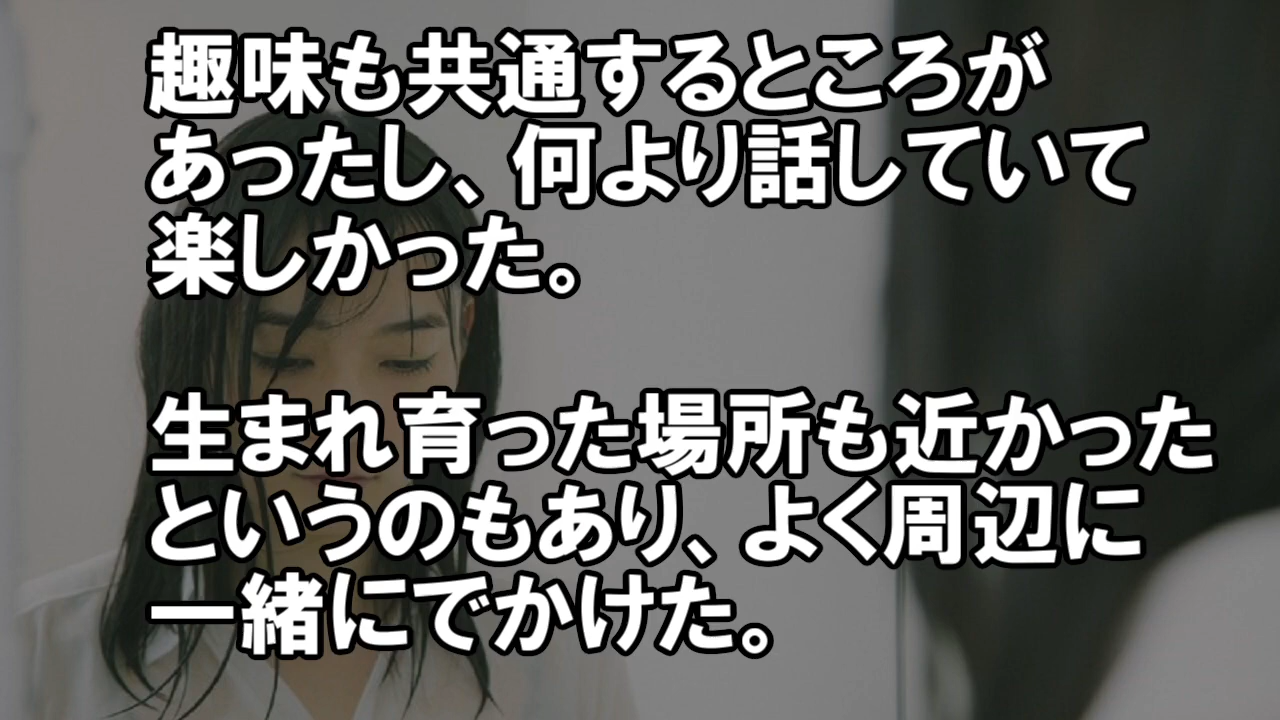 趣味も共通するところが
あったし、何より話していて
楽しかった。
生まれ育った場所も近かった
というのもあり、よく周辺に
一緒にでかけた。